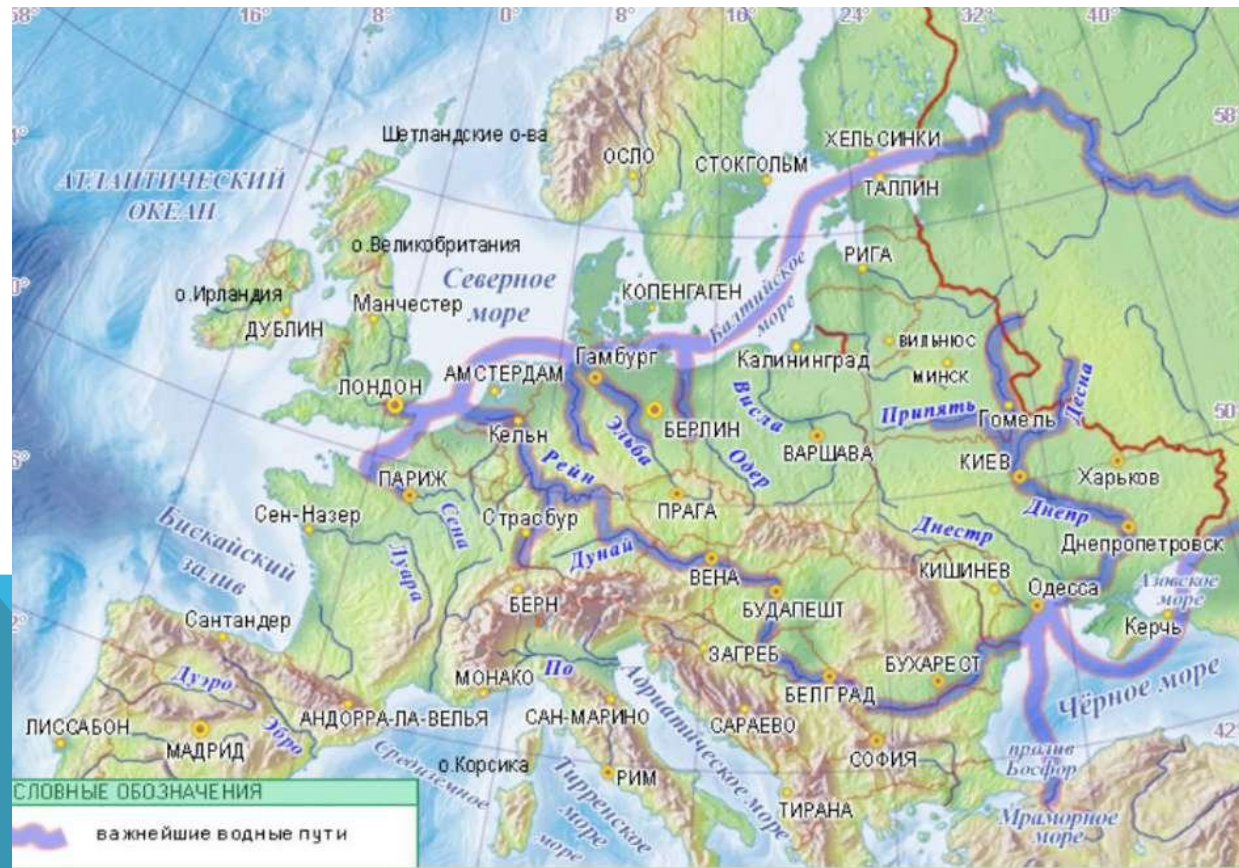 58°
16°
8°
0°
8°
16°
24°
32°
40°
58°
Шетландские о-ва
ОСЛО
СТОКГОЛЬМ
ХЕЛЬСИНКИ
ТАЛЛИН
АТЛАНТИЧЕСКИЙ
ОКЕАН
о.Великобритания
РИГА
Северное
море
КОПЕНГАГЕН
Балтийское
море
о.Ирландия
ДУБЛИН
Манчестер
Гамбург
Калининград
ВИЛЬНЮС
МИНСК
ЛОНДОН
АМСТЕРДАМ
Кельн
Эльба
БЕРЛИН
Одер
Висла
ВАРШАВА
Припять
Гомель
Десна
50°
ПАРИЖ
Рейн
КИЕВ
Харьков
Сен-Назер
Сена
Страсбур
ПРАГА
Днепр
Днепропетровск
Бискайский
залив
Луара
Дунай
ВЕНА
Днестр
КИШИНЕВ
Одесса
Азовское
море
Керчь
БЕРН
БУДАПЕШТ
Сантандер
ЗАГРЕБ
БУХАРЕСТ
МОНАКО
По
БЕЛГРАД
Чёрное море
Дуэро
АНДОРРА-ЛА-ВЕЛЬЯ
САН-МАРИНО
Адриатическое море
САРАЕВО
ЛИССАБОН
МАДРИД
Эбро
СОФИЯ
42°
Средиземное
море
о.Корсика
Тирренское
море
РИМ
ТИРАНА
пролив
Босфор
Мраморное
море
СЛОВНЫЕ ОБОЗНАЧЕНИЯ
важнейшие водные пути